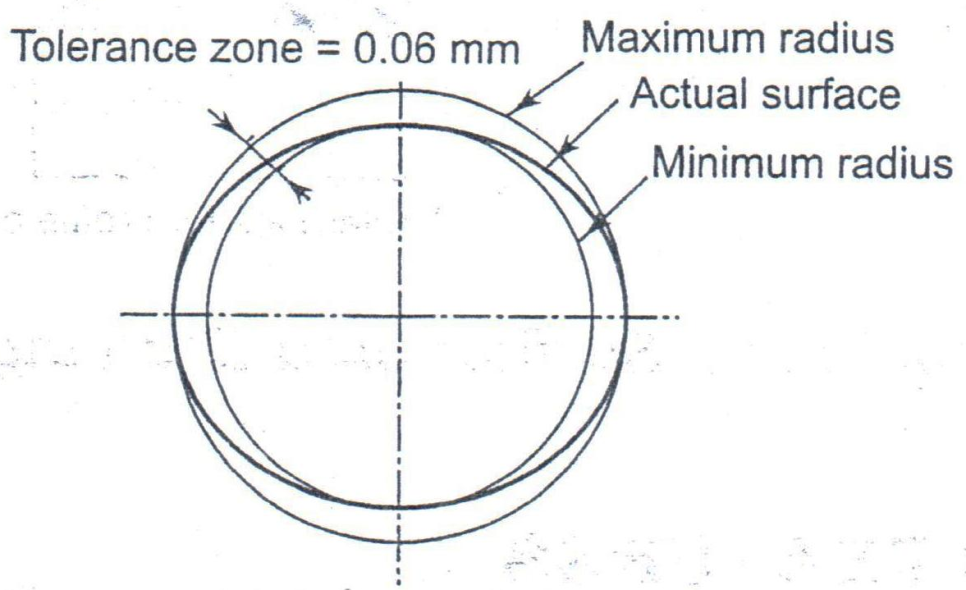 Tolerance zone = 0.06 mm
Maximum radius
Actual surface
Minimum radius